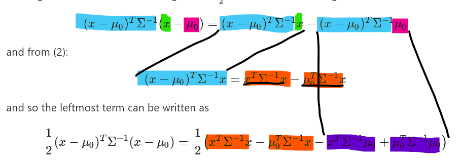 (x − μ₀)ᵀΣ⁻¹(x − μ₀) = (x − μ₀)ᵀΣ⁻¹x − (x − μ₀)ᵀΣ⁻¹μ₀
and from (2):
(x − μ₀)ᵀΣ⁻¹x = xᵀΣ⁻¹x − μ₀ᵀΣ⁻¹x
and so the leftmost term can be written as
1/2 (x − μ₀)ᵀΣ⁻¹(x − μ₀) = 1/2 (xᵀΣ⁻¹x − μ₀ᵀΣ⁻¹x − xᵀΣ⁻¹μ₀ + μ₀ᵀΣ⁻¹μ₀)